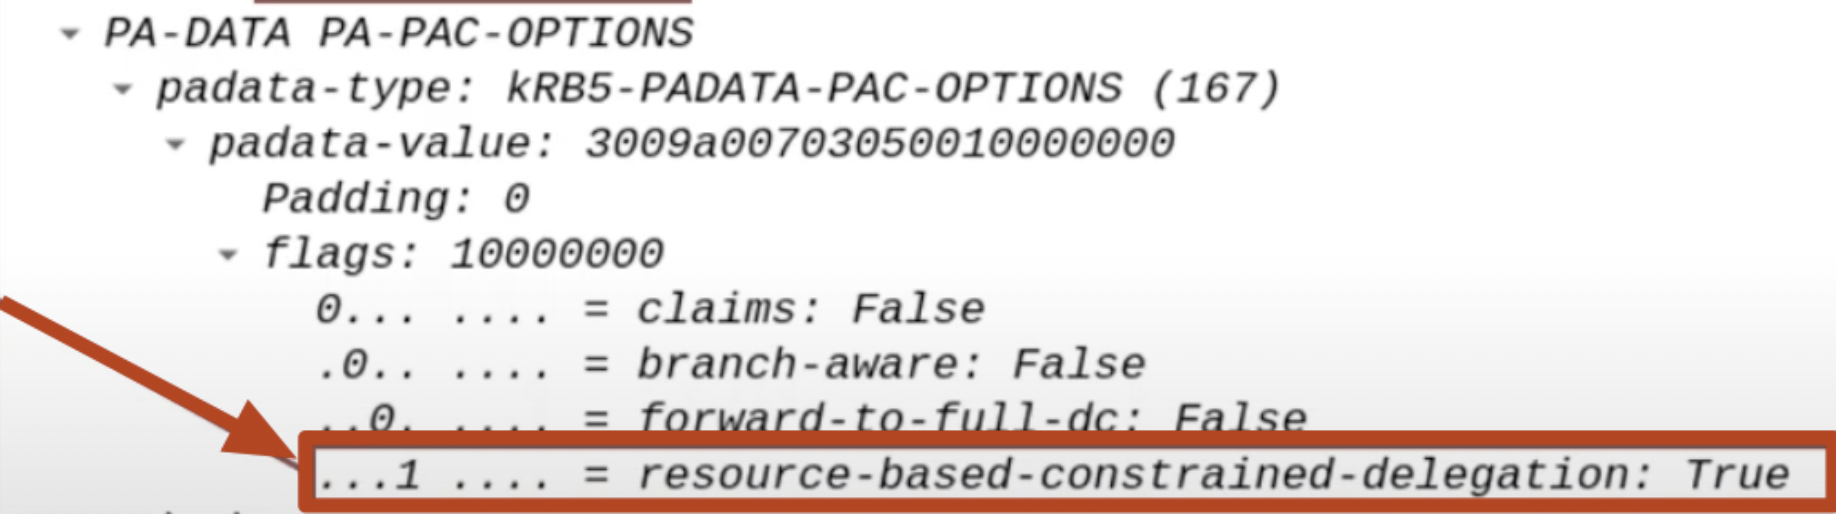 PA-DATA PA-PAC-OPTIONS
padata-type: kRB5-PADATA-PAC-OPTIONS (167)
padata-value: 3009a00703050010000000
Padding: 0
flags: 10000000
0... .... = claims: False
.0.. .... = branch-aware: False
..0. .... = forward-to-full-dc: False
...1 .... = resource-based-constrained-delegation: True